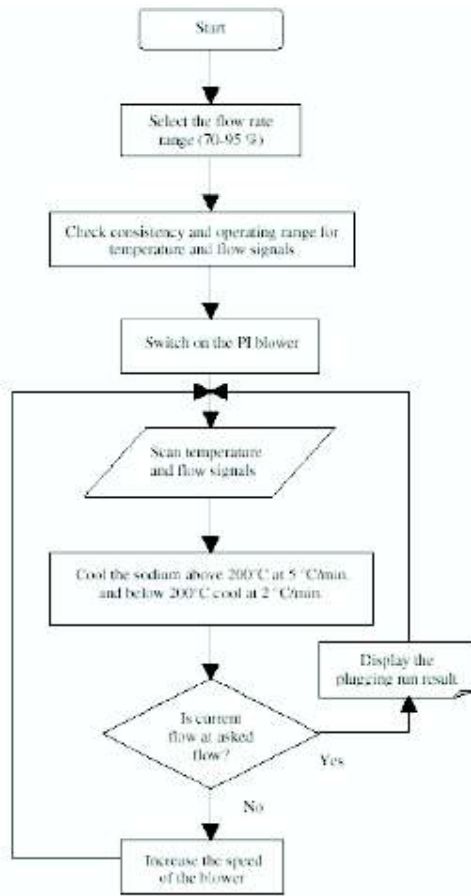 Start
Select the flow rate
range (70-95 %)
Check consistency and operating range for
temperature and flow signals
Switch on the PI blower
Scan temperature
and flow signals
Cool the sodium above 200°C at 5 °C/min.
and below 200°C cool at 2 °C/min.
Display the
plugging run result
Is current
flow at asked
flow?
Yes
No
Increase the speed
of the blower